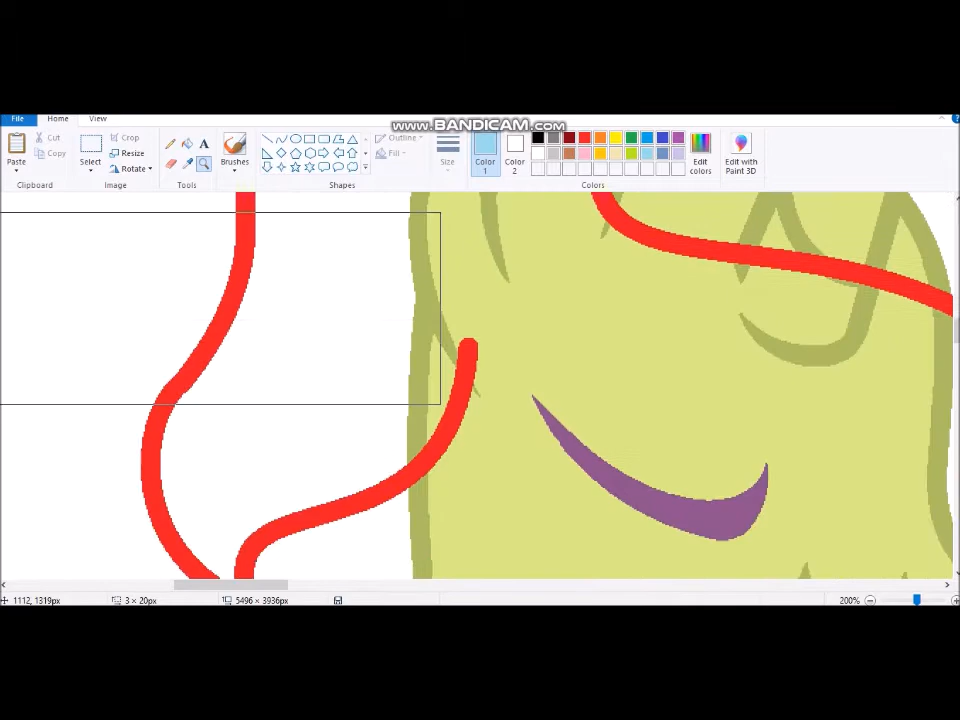 File Home View
www.BANDICAM.com
Paste
Cut
Copy
Clipboard
Select
Crop
Resize
Rotate
Image
A
Tools
Brushes
Shapes
Outline
Fill
Size
Color
1
Color
2
Edit
colors
Colors
Edit with
Paint 3D
?
1112, 1319px 3 × 20px 5496 × 3936px 200%